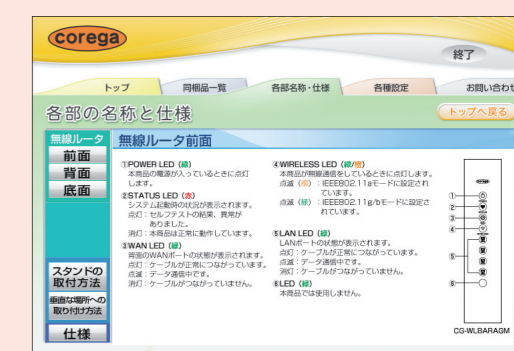 corega
終了
トップ
同梱品一覧
各部名称・仕様
各種設定
お問い合わせ
各部の名称と仕様
トップへ戻る
無線ルータ
前面
背面
底面
スタンドの
取付方法
垂直な場所への
取り付け方法
仕様
無線ルータ前面
①POWER LED（緑）
本商品の電源が入っているときに点灯
します。
②STATUS LED（赤）
システム起動時の状況が表示されます。
点灯：セルフテストの結果、異常が
ありました。
消灯：本商品は正常に動作しています。
③WAN LED（緑）
背面のWANポートの状態が表示されます。
点灯：ケーブルが正常につながっています。
点滅：データ通信中です。
消灯：ケーブルがつながっていません。
④WIRELESS LED（緑/橙）
本商品が無線通信をしているときに点灯します。
点滅（橙）：IEEE802.11aモードに設定され
ています。
点滅（緑）：IEEE802.11g/bモードに設定さ
れています。
⑤LAN LED（緑）
LANポートの状態が表示されます。
点灯：ケーブルが正常につながっています。
点滅：データ通信中です。
消灯：ケーブルがつながっていません。
⑥LED（緑）
本商品では使用しません。
①
②
③
④
⑤
⑥
CG-WLBARAGM